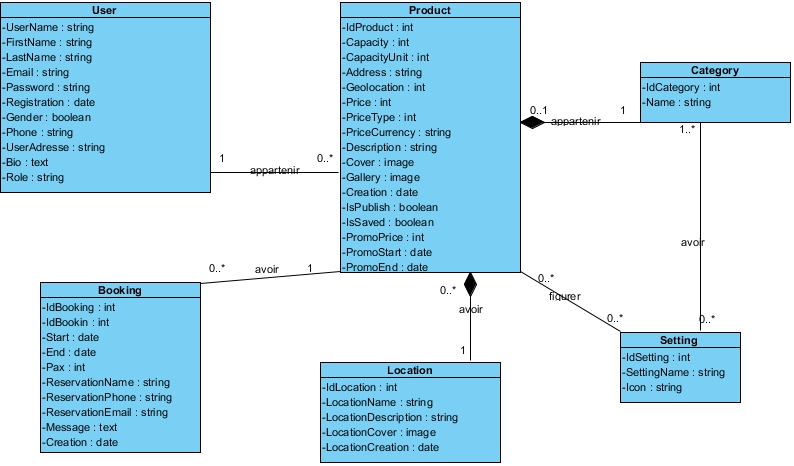 User
-UserName : string
-FirstName : string
-LastName : string
-Email : string
-Password : string
-Registration : date
-Gender : boolean
-Phone : string
-UserAdresse : string
-Bio : text
-Role : string
1
appartenir
0..*
Product
-IdProduct : int
-Capacity : int
-CapacityUnit : int
-Address : string
-Geolocation : int
-Price : int
-PriceType : int
-PriceCurrency : string
-Description : string
-Cover : image
-Gallery : image
-Creation : date
-IsPublish : boolean
-IsSaved : boolean
-PromoPrice : int
-PromoStart : date
-PromoEnd : date
0..1
appartenir
1
Category
-IdCategory : int
-Name : string
1..*
avoir
0..*
0..*
avoir
1
Booking
-IdBooking : int
-IdBookin : int
-Start : date
-End : date
-Pax : int
-ReservationName : string
-ReservationPhone : string
-ReservationEmail : string
-Message : text
-Creation : date
0..*
avoir
1
Location
-IdLocation : int
-LocationName : string
-LocationDescription : string
-LocationCover : image
-LocationCreation : date
0..*
figurer
0..*
Setting
-IdSetting : int
-SettingName : string
-Icon : string